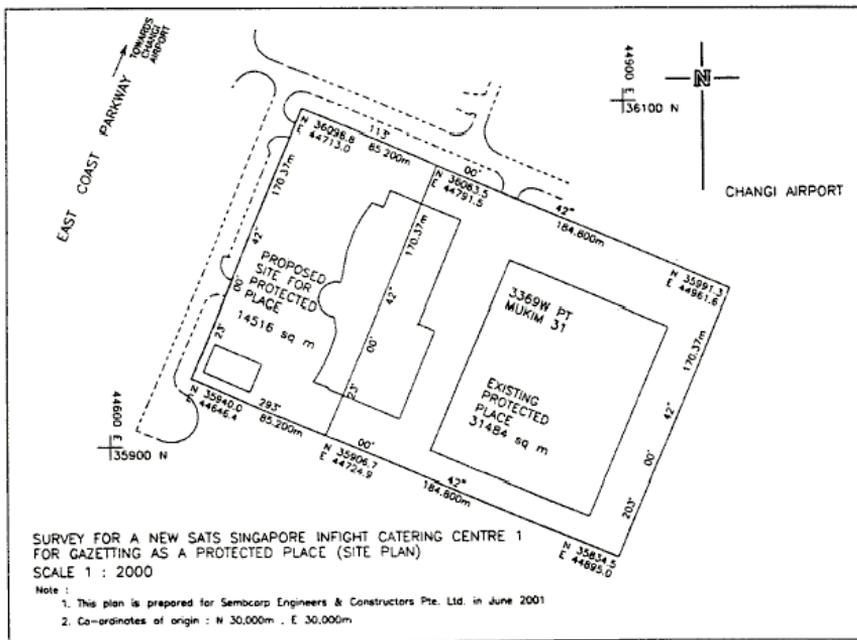 TOWARDS
CHANGI
AIRPORT
EAST COAST PARKWAY
44900 E
36100 N
N
CHANGI AIRPORT
N 36098.8
E 44713.0
113°
85.200m
00'
N 36063.5
E 44791.5
42"
184.800m
N 35991.3
E 44961.6
170.37m
42"
00'
23°
170.37m
42"
00'
23°
170.37m
42"
00'
203°
PROPOSED
SITE FOR
PROTECTED
PLACE
14516 sq m
3369W PT
MUKIM 31
EXISTING
PROTECTED
PLACE
31484 sq m
N 35940.0
E 44646.4
293°
85.200m
00'
N 35906.7
E 44724.9
42"
184.800m
N 35834.5
E 44895.0
44600 E
35900 N
SURVEY FOR A NEW SATS SINGAPORE INFIGHT CATERING CENTRE 1
FOR GAZETTING AS A PROTECTED PLACE (SITE PLAN)
SCALE 1 : 2000
Note :
1. This plan is prepared for Sembcorp Engineers & Constructors Pte. Ltd. in June 2001
2. Co-ordinates of origin : N 30,000m , E 30,000m